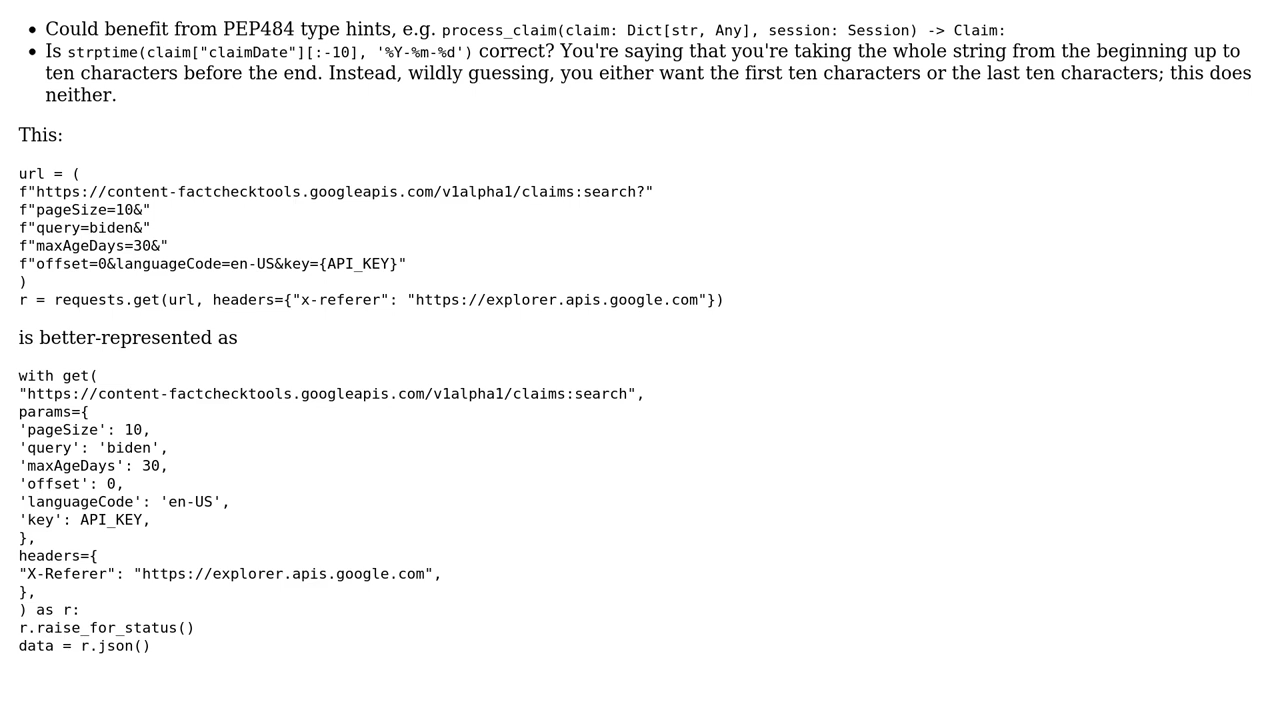 Could benefit from PEP484 type hints, e.g. process_claim(claim: Dict[str, Any], session: Session) -> Claim:
Is strptime(claim["claimDate"][:-10], '%Y-%m-%d') correct? You're saying that you're taking the whole string from the beginning up to
ten characters before the end. Instead, wildly guessing, you either want the first ten characters or the last ten characters; this does
neither.
This:
url = (
f"https://content-factchecktools.googleapis.com/v1alpha1/claims:search?"
f"pageSize=10&"
f"query=biden&"
f"maxAgeDays=30&"
f"offset=0&languageCode=en-US&key={API_KEY}"
)
r = requests.get(url, headers={"x-referer": "https://explorer.apis.google.com"})
is better-represented as
with get(
"https://content-factchecktools.googleapis.com/v1alpha1/claims:search",
params={
'pageSize': 10,
'query': 'biden',
'maxAgeDays': 30,
'offset': 0,
'languageCode': 'en-US',
'key': API_KEY,
},
headers={
"X-Referer": "https://explorer.apis.google.com",
},
) as r:
r.raise_for_status()
data = r.json()